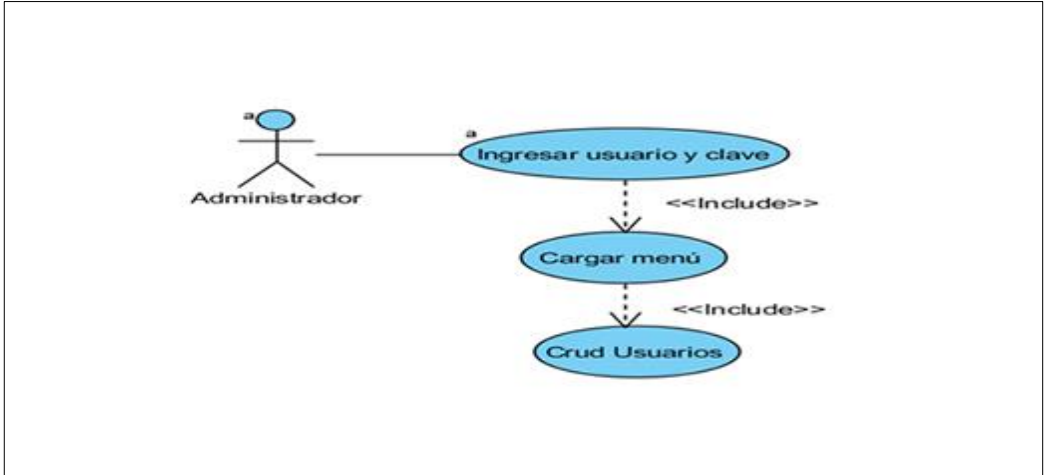 a
Administrador
a
Ingresar usuario y clave
<<Include>>
Cargar menú
<<Include>>
Crud Usuarios